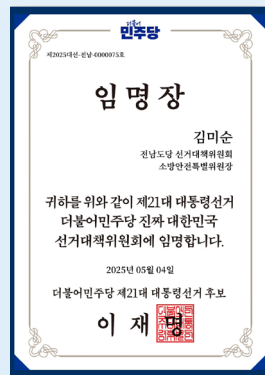 더불어
민주당
제2025대선-전남-0000075호
임명장
김미순
전남도당 선거대책위원회
소방안전특별위원장
귀하를 위와 같이 제21대 대통령선거
더불어민주당 진짜 대한민국
선거대책위원회에 임명합니다.
2025년 05월 04일
더불어민주당 제21대 대통령선거 후보
이재명